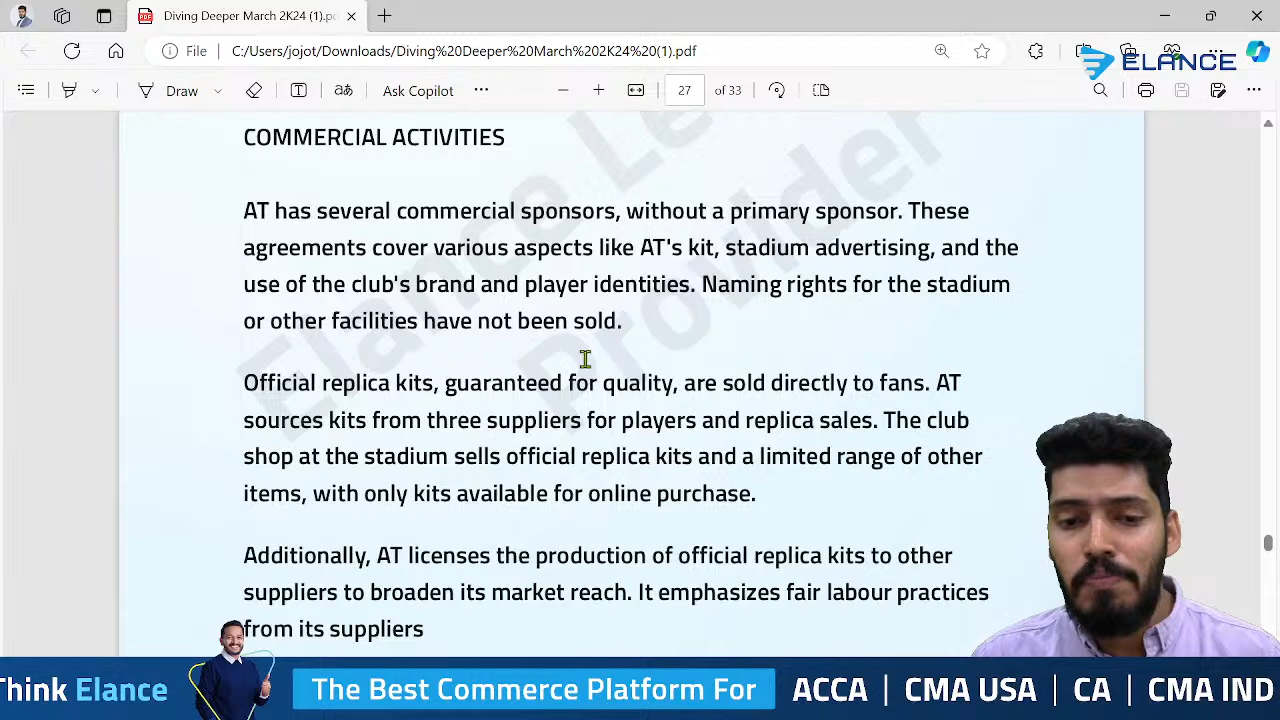 Diving Deeper March 2K24 (1).pdf
File
C:/Users/jojot/Downloads/Diving%20Deeper%20March%202K24%20(1).pdf
ELANCE
Draw
Ask Copilot
27 of 33
COMMERCIAL ACTIVITIES
AT has several commercial sponsors, without a primary sponsor. These
agreements cover various aspects like AT's kit, stadium advertising, and the
use of the club's brand and player identities. Naming rights for the stadium
or other facilities have not been sold.
Official replica kits, guaranteed for quality, are sold directly to fans. AT
sources kits from three suppliers for players and replica sales. The club
shop at the stadium sells official replica kits and a limited range of other
items, with only kits available for online purchase.
Additionally, AT licenses the production of official replica kits to other
suppliers to broaden its market reach. It emphasizes fair labour practices
from its suppliers
Elance Le
Provider
Think Elance
The Best Commerce Platform For
ACCA | CMA USA | CA | CMA IND